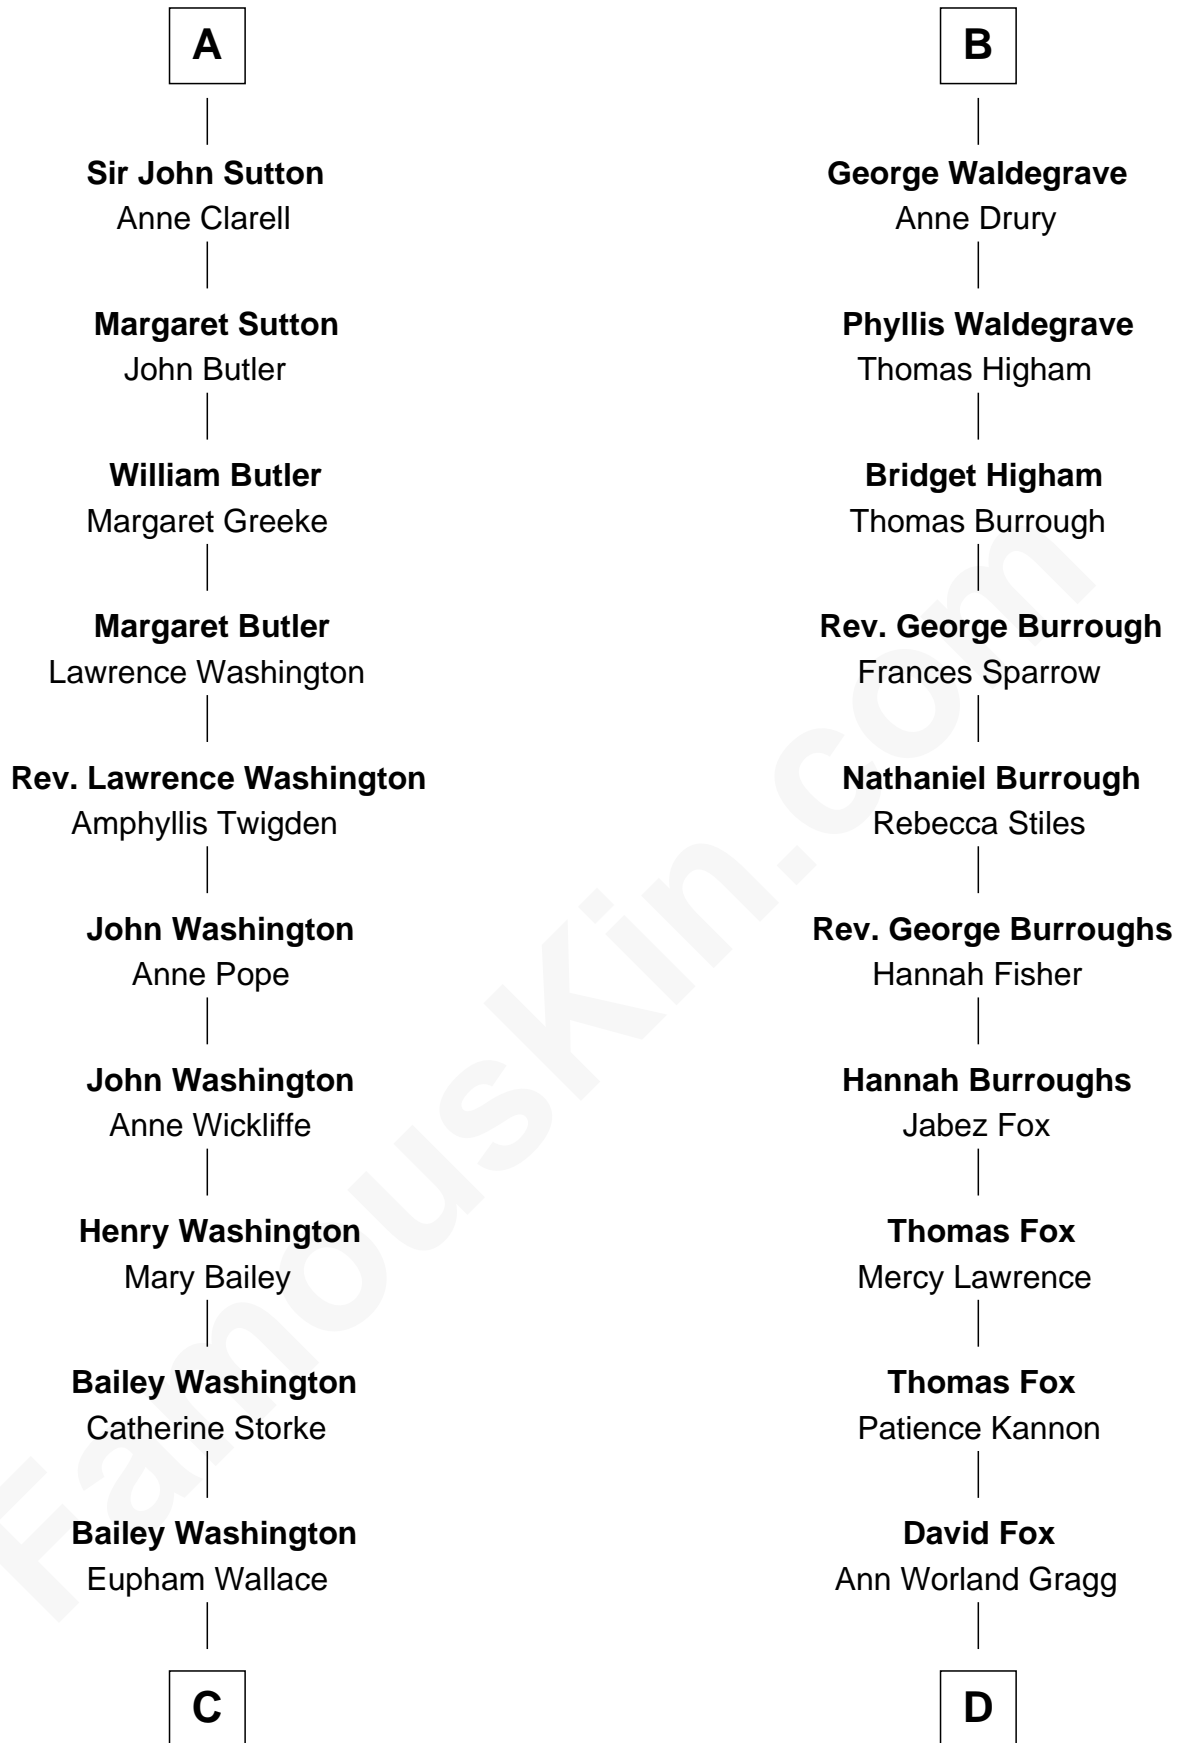 A
Sir John Sutton
Anne Clarell
Margaret Sutton
John Butler
William Butler
Margaret Greeke
Margaret Butler
Lawrence Washington
Rev. Lawrence Washington
Amphyllis Twigden
John Washington
Anne Pope
John Washington
Anne Wickliffe
Henry Washington
Mary Bailey
Bailey Washington
Catherine Storke
Bailey Washington
Eupham Wallace
C
B
George Waldegrave
Anne Drury
Phyllis Waldegrave
Thomas Higham
Bridget Higham
Thomas Burrough
Rev. George Burrough
Frances Sparrow
Nathaniel Burrough
Rebecca Stiles
Rev. George Burroughs
Hannah Fisher
Hannah Burroughs
Jabez Fox
Thomas Fox
Mercy Lawrence
Thomas Fox
Patience Kannon
David Fox
Ann Worland Gragg
D
FamousKin.com